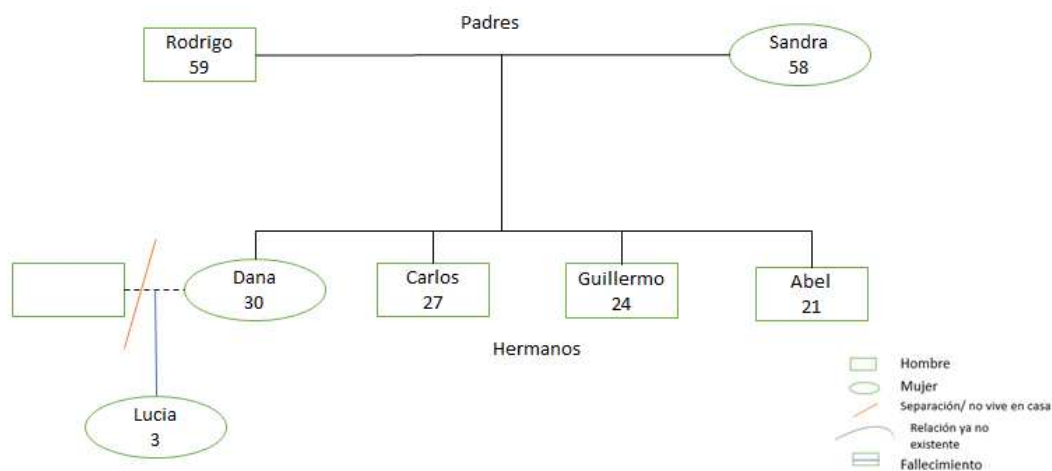 Padres
Rodrigo
59
Sandra
58
Dana
30
Carlos
27
Guillermo
24
Abel
21
Hermanos
Lucia
3
Hombre
Mujer
Separación/ no vive en casa
Relación ya no
existente
Fallecimiento